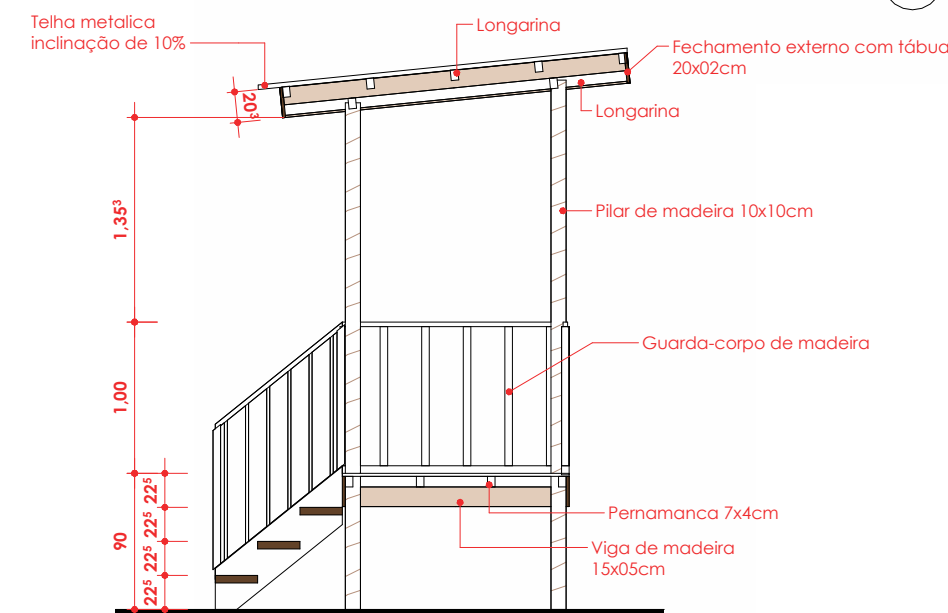 Telha metalica
inclinação de 10%
Longarina
Fechamento externo com tábua
20x02cm
Longarina
20³
1,35³
Pilar de madeira 10x10cm
Guarda-corpo de madeira
1,00
22⁵
22⁵
22⁵
22⁵
90
Pernamanca 7x4cm
Viga de madeira
15x05cm